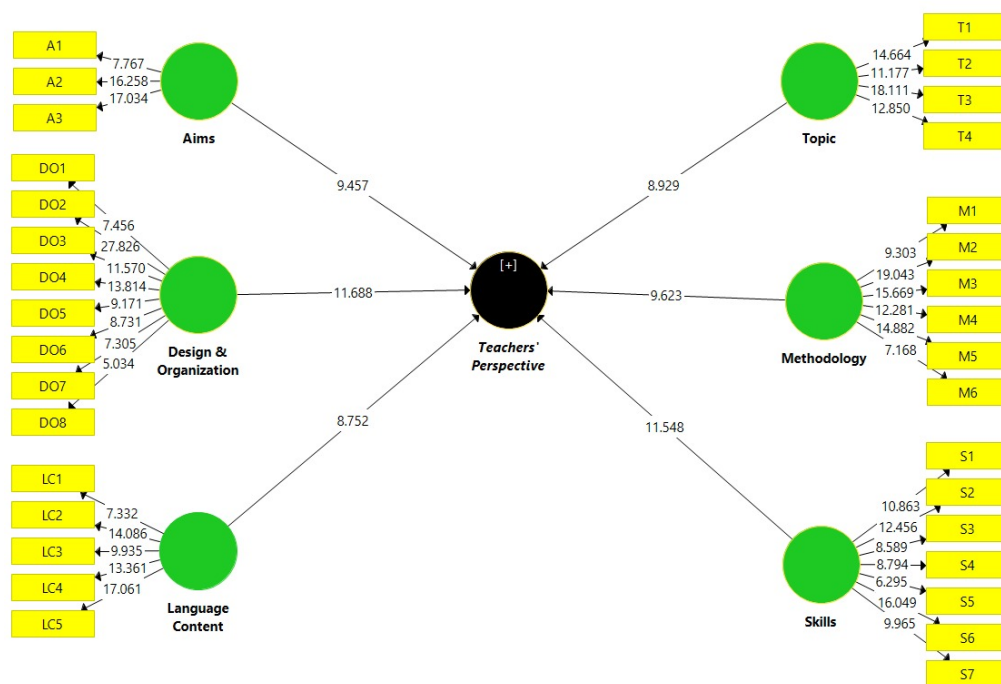 A1
7.767
A2
16.258
A3
17.034
Aims
DO1
DO2
7.456
DO3
27.826
11.570
DO4
13.814
DO5
9.171
8.731
DO6
7.305
DO7
5.034
DO8
Design &
Organization
LC1
7.332
LC2
14.086
LC3
9.935
13.361
LC4
17.061
LC5
Language
Content
9.457
8.929
11.688
[+]
9.623
Teachers'
Perspective
8.752
11.548
T1
14.664
T2
11.177
18.111
T3
12.850
T4
Topic
M1
9.303
M2
19.043
M3
15.669
12.281
M4
14.882
M5
7.168
M6
Methodology
S1
10.863
S2
12.456
S3
8.589
S4
8.794
6.295
S5
16.049
S6
9.965
S7
Skills